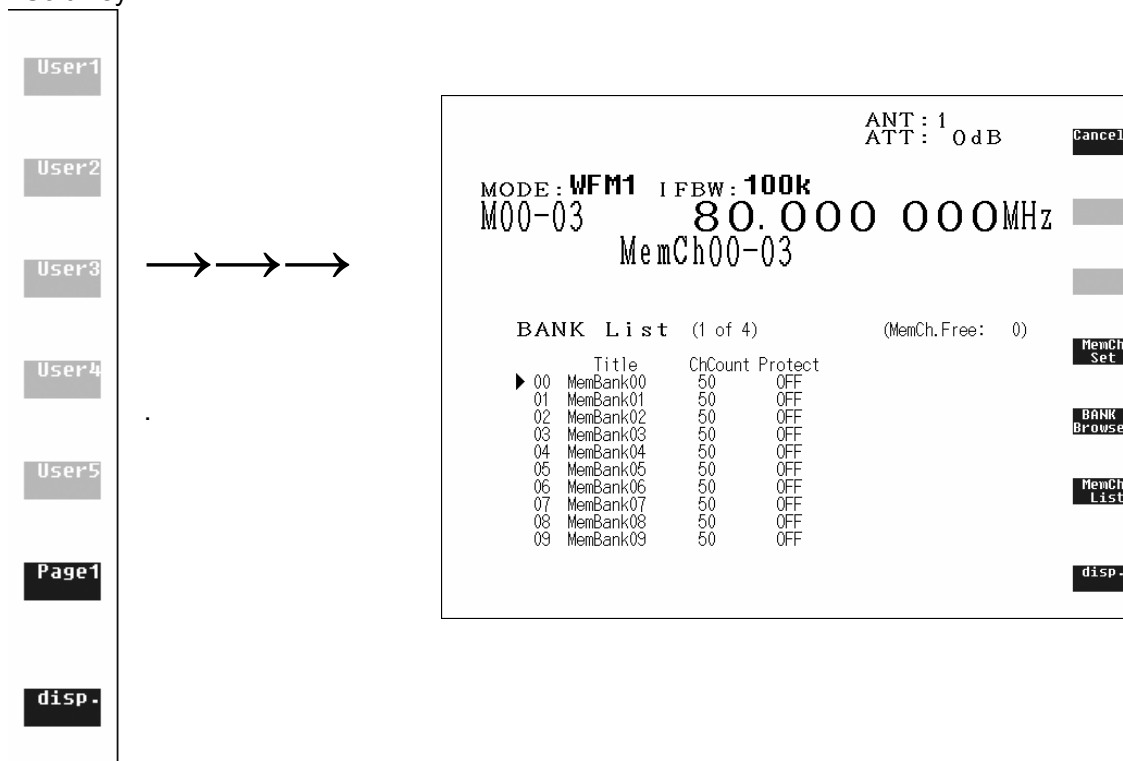 User1
User2
User3
User4
User5
Page1
disp.
ANT:1
ATT: 0dB
Cancel
MODE:WFM1 IFBW:100k
M00-03 80.000 000MHz
MemCh00-03
BANK List (1 of 4) (MemCh.Free: 0)
Title ChCount Protect
00 MemBank00 50 OFF
01 MemBank01 50 OFF
02 MemBank02 50 OFF
03 MemBank03 50 OFF
04 MemBank04 50 OFF
05 MemBank05 50 OFF
06 MemBank06 50 OFF
07 MemBank07 50 OFF
08 MemBank08 50 OFF
09 MemBank09 50 OFF
MemCh
Set
BANK
Browse
MemCh
List
disp.